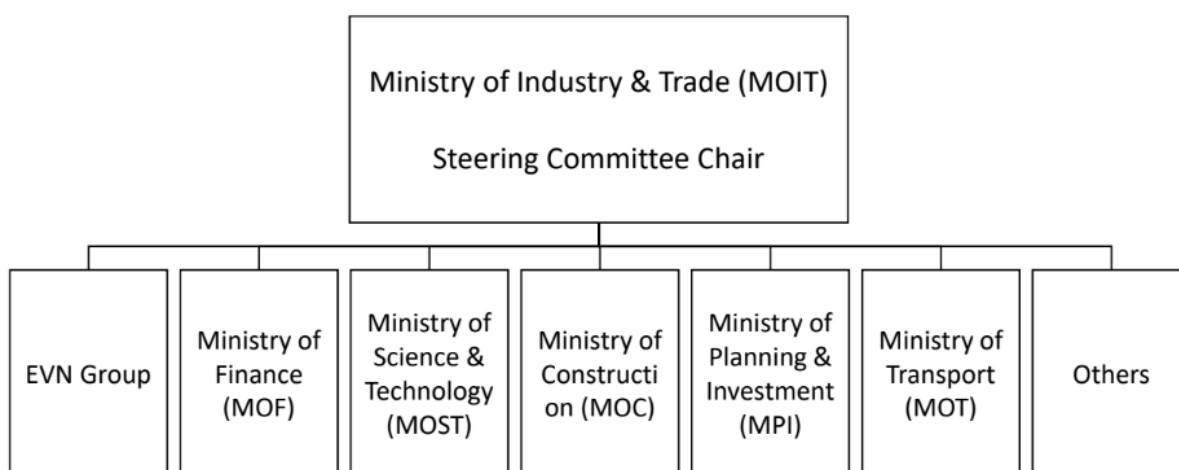 Ministry of Industry & Trade (MOIT)
Steering Committee Chair
EVN Group
Ministry of
Finance
(MOF)
Ministry of
Science &
Technology
(MOST)
Ministry of
Constructi
on (MOC)
Ministry of
Planning &
Investment
(MPI)
Ministry of
Transport
(MOT)
Others